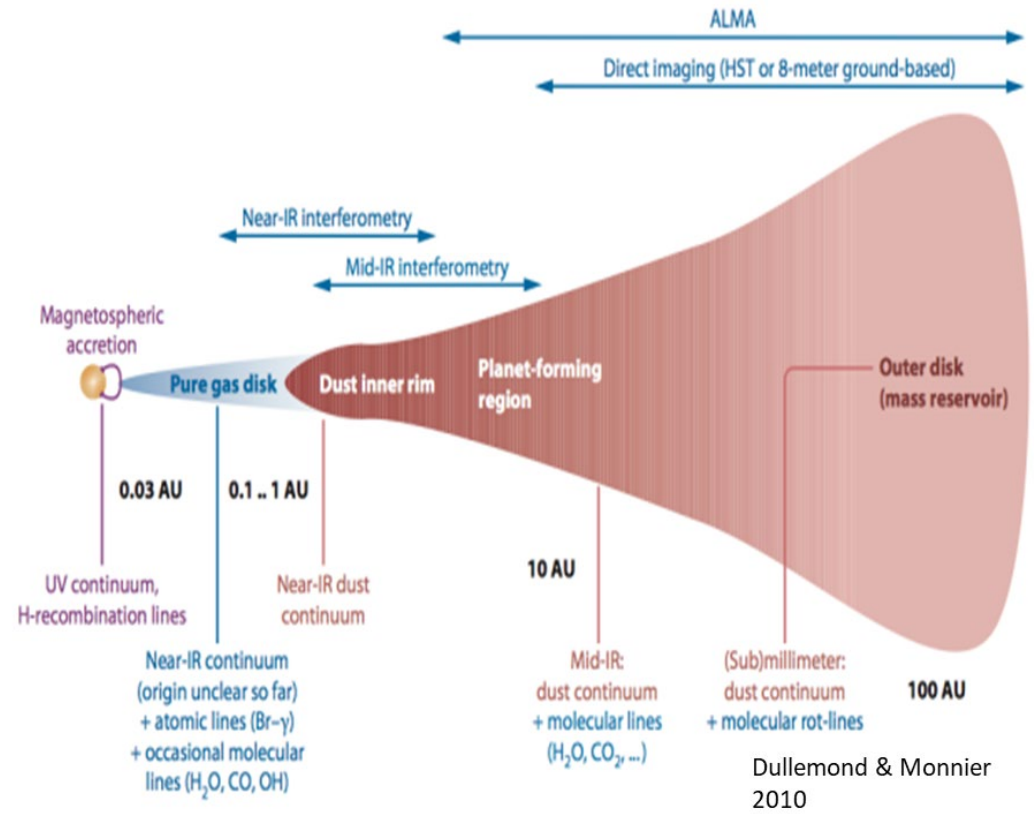 ALMA
Direct imaging (HST or 8-meter ground-based)
Near-IR interferometry
Mid-IR interferometry
Magnetospheric
accretion
Pure gas disk
Dust inner rim
Planet-forming
region
Outer disk
(mass reservoir)
0.03 AU
0.1 .. 1 AU
10 AU
100 AU
UV continuum,
H-recombination lines
Near-IR dust
continuum
Near-IR continuum
(origin unclear so far)
+ atomic lines (Br–γ)
+ occasional molecular
lines (H₂O, CO, OH)
Mid-IR:
dust continuum
+ molecular lines
(H₂O, CO₂, ...)
(Sub)millimeter:
dust continuum
+ molecular rot-lines
Dullemond & Monnier
2010